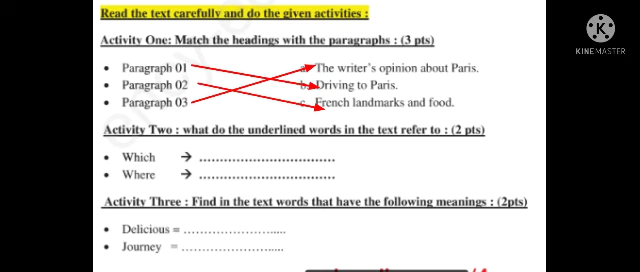 Read the text carefully and do the given activities :
KINEMASTER
Activity One: Match the headings with the paragraphs : (3 pts)
• Paragraph 01 a. The writer's opinion about Paris.
• Paragraph 02 b. Driving to Paris.
• Paragraph 03 c. French landmarks and food.
Activity Two : what do the underlined words in the text refer to : (2 pts)
• Which → ……………………………
• Where → ……………………………
Activity Three : Find in the text words that have the following meanings : (2pts)
• Delicious = …………………......
• Journey = …………………......